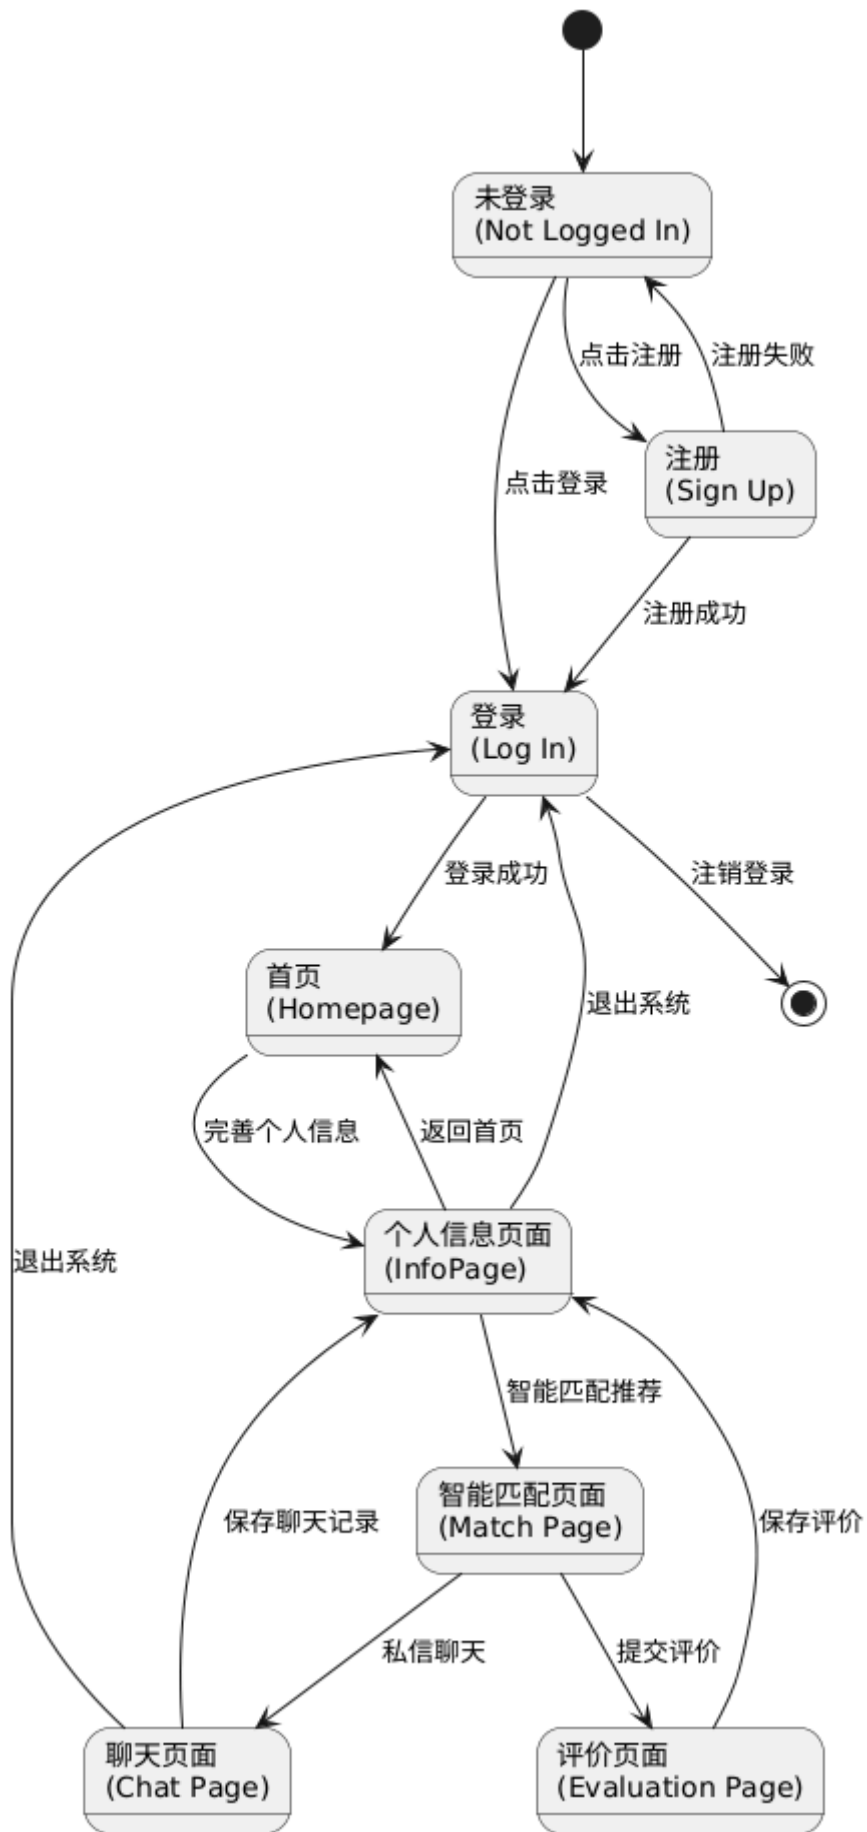 未登录
(Not Logged In)
点击注册
注册失败
注册
(Sign Up)
点击登录
注册成功
登录
(Log In)
登录成功
注销登录
首页
(Homepage)
退出系统
完善个人信息
返回首页
个人信息页面
(InfoPage)
退出系统
智能匹配推荐
智能匹配页面
(Match Page)
保存聊天记录
保存评价
私信聊天
提交评价
聊天页面
(Chat Page)
评价页面
(Evaluation Page)